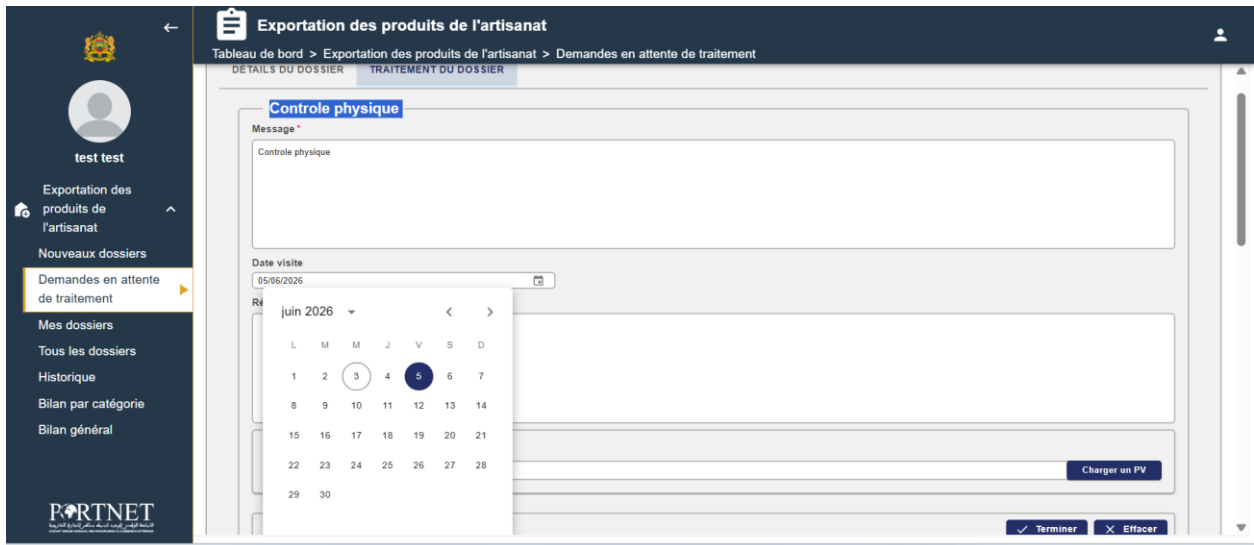 Exportation des produits de l'artisanat
Tableau de bord > Exportation des produits de l'artisanat > Demandes en attente de traitement
test test
Exportation des
produits de
l'artisanat
Nouveaux dossiers
Demandes en attente
de traitement
Mes dossiers
Tous les dossiers
Historique
Bilan par catégorie
Bilan général
PORTNET
DÉTAILS DU DOSSIER TRAITEMENT DU DOSSIER
Controle physique
Message *
Controle physique
Date visite
05/06/2026
Ré
juin 2026
L M M J V S D
1 2 3 4 5 6 7
8 9 10 11 12 13 14
15 16 17 18 19 20 21
22 23 24 25 26 27 28
29 30
Charger un PV
Terminer Effacer